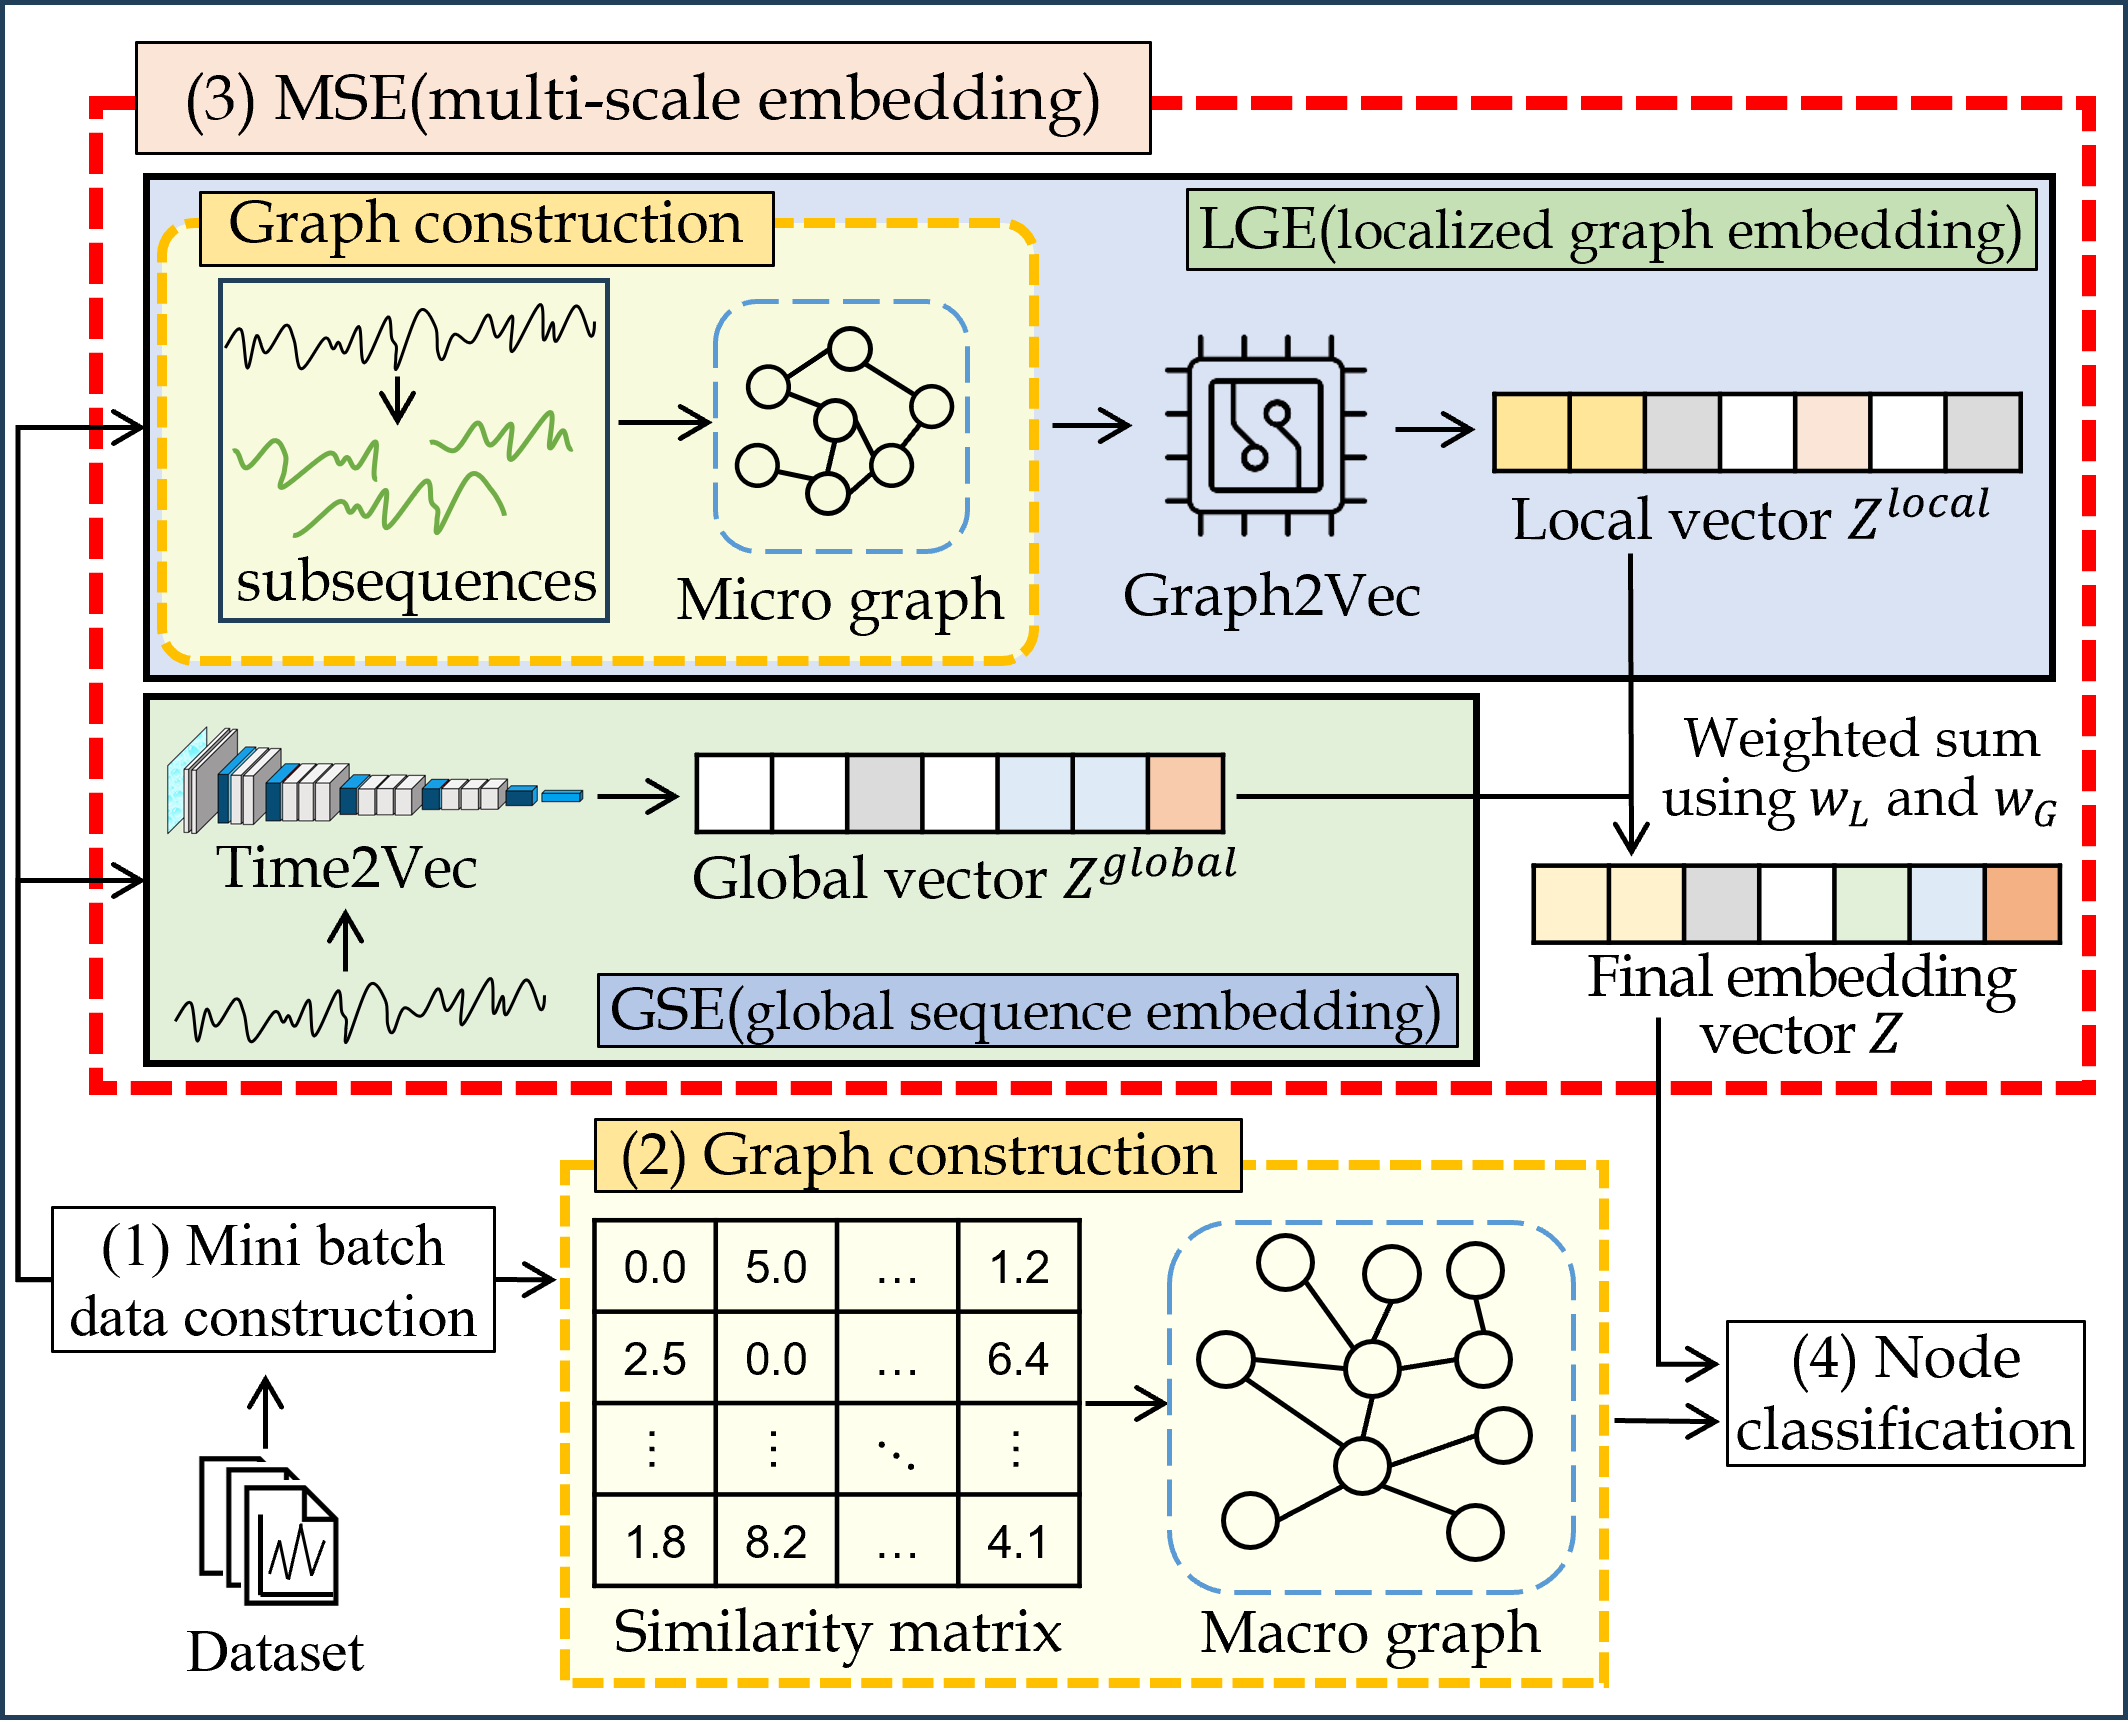 (3) MSE(multi-scale embedding)
Graph construction
LGE(localized graph embedding)
subsequences
Micro graph
Graph2Vec
Local vector Z^local
Time2Vec
Global vector Z^global
GSE(global sequence embedding)
Weighted sum
using w_L and w_G
Final embedding
vector Z
(1) Mini batch
data construction
Dataset
(2) Graph construction
0.0 5.0 … 1.2
2.5 0.0 … 6.4
⋮ ⋮ ⋱ ⋮
1.8 8.2 … 4.1
Similarity matrix
Macro graph
(4) Node
classification